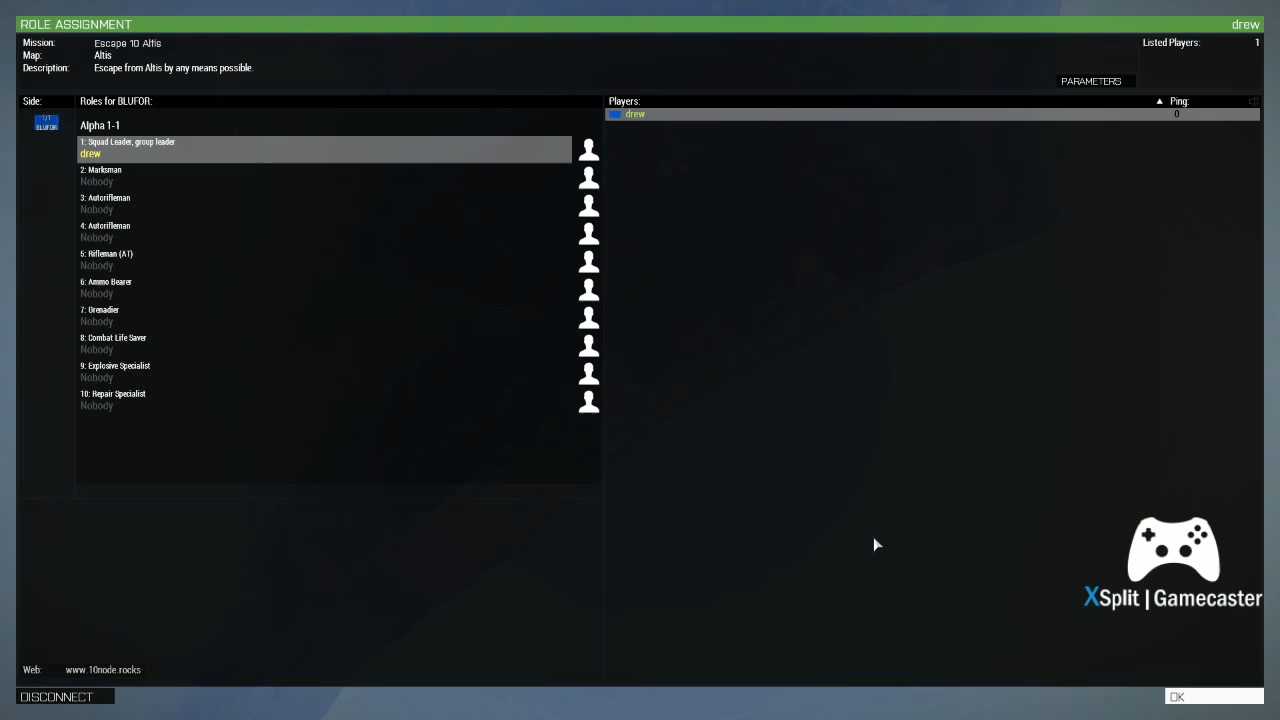 ROLE ASSIGNMENT drew
Mission: Escape 10 Altis
Map: Altis
Description: Escape from Altis by any means possible.
Listed Players: 1
PARAMETERS
Side:
1/1
BLUFOR
Roles for BLUFOR:
Alpha 1-1
1: Squad Leader, group leader
drew
2: Marksman
Nobody
3: Autorifleman
Nobody
4: Autorifleman
Nobody
5: Rifleman (AT)
Nobody
6: Ammo Bearer
Nobody
7: Grenadier
Nobody
8: Combat Life Saver
Nobody
9: Explosive Specialist
Nobody
10: Repair Specialist
Nobody
Players: Ping:
drew 0
XSplit | Gamecaster
Web: www.10node.rocks
DISCONNECT
OK